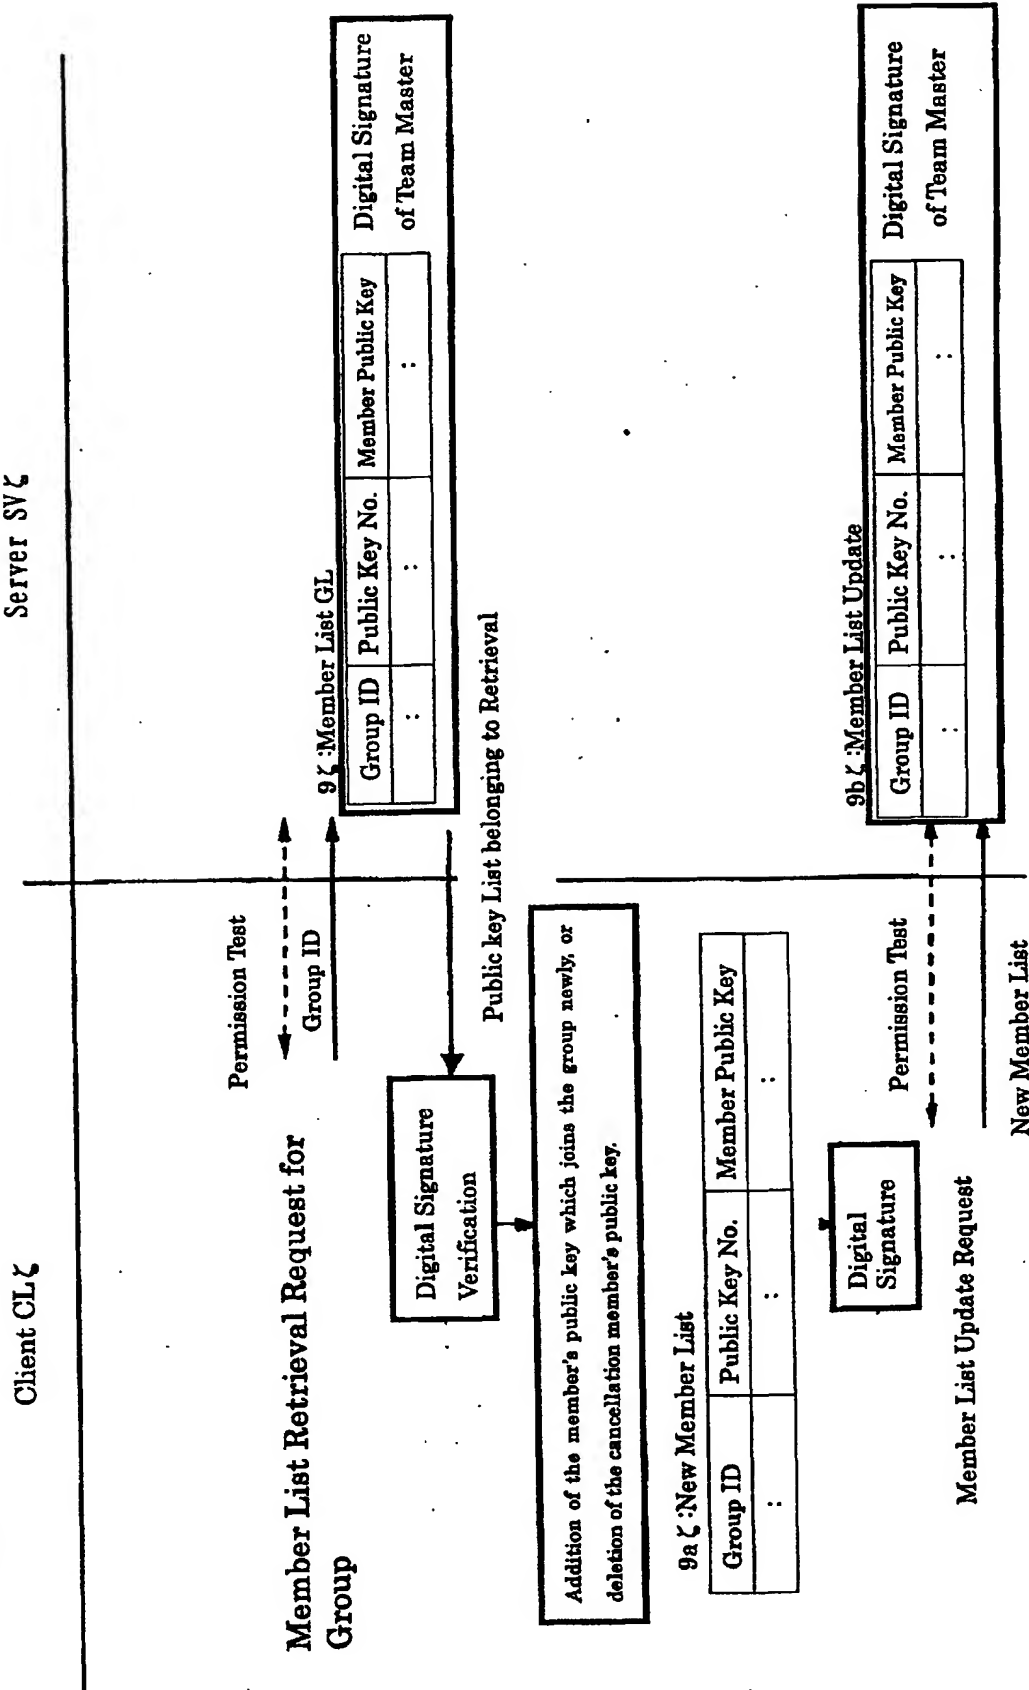 Client CLζ
Server SVζ
Member List Retrieval Request for
Group
Permission Test
Group ID
9ζ :Member List GL
Group ID Public Key No. Member Public Key
: : :
Digital Signature
of Team Master
Public key List belonging to Retrieval
Digital Signature
Verification
Addition of the member's public key which joins the group newly, or
deletion of the cancellation member's public key.
9a ζ :New Member List
Group ID Public Key No. Member Public Key
: : :
Digital
Signature
Member List Update Request
Permission Test
New Member List
9b ζ :Member List Update
Group ID Public Key No. Member Public Key
: : :
Digital Signature
of Team Master